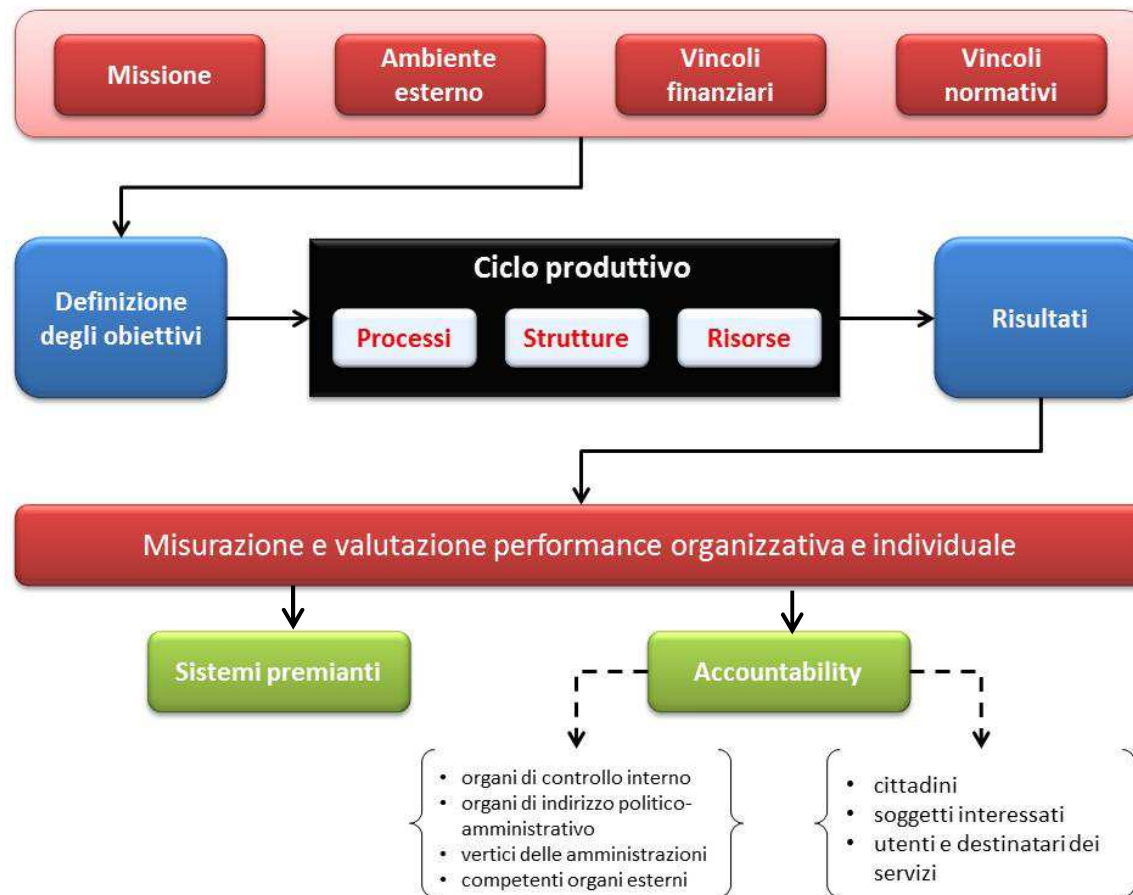 Missione
Ambiente
esterno
Vincoli
finanziari
Vincoli
normativi
Definizione
degli obiettivi
Ciclo produttivo
Processi
Strutture
Risorse
Risultati
Misurazione e valutazione performance organizzativa e individuale
Sistemi premianti
Accountability
• organi di controllo interno
• organi di indirizzo politico-
amministrativo
• vertici delle amministrazioni
• competenti organi esterni
• cittadini
• soggetti interessati
• utenti e destinatari dei
servizi